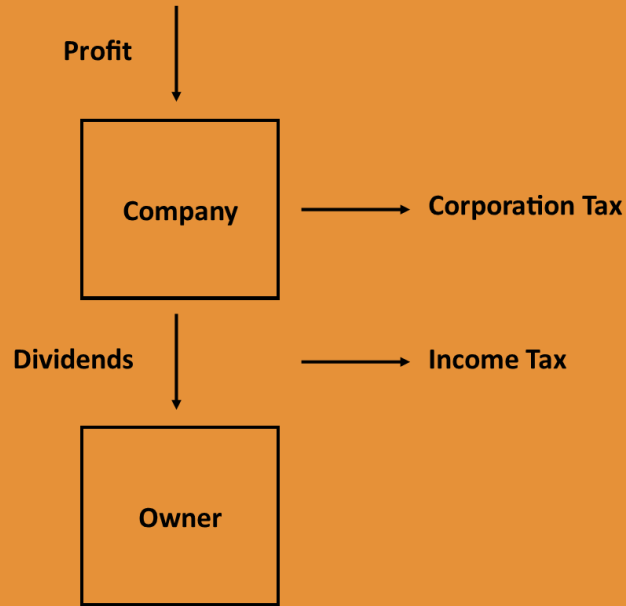 Profit
Company
Corporation Tax
Dividends
Income Tax
Owner